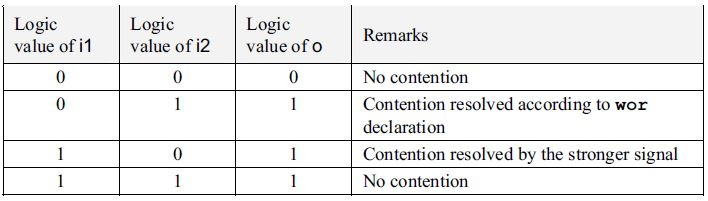 Logic value of i1 Logic value of i2 Logic value of o Remarks
0 0 0 No contention
0 1 1 Contention resolved according to wor
declaration
1 0 1 Contention resolved by the stronger signal
1 1 1 No contention